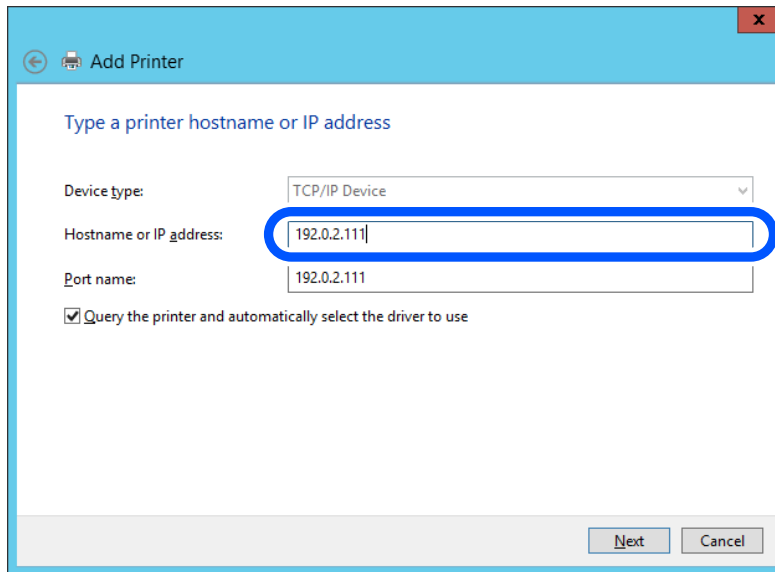 x
Add Printer
Type a printer hostname or IP address
Device type: TCP/IP Device
Hostname or IP address: 192.0.2.111
Port name: 192.0.2.111
Query the printer and automatically select the driver to use
Next Cancel